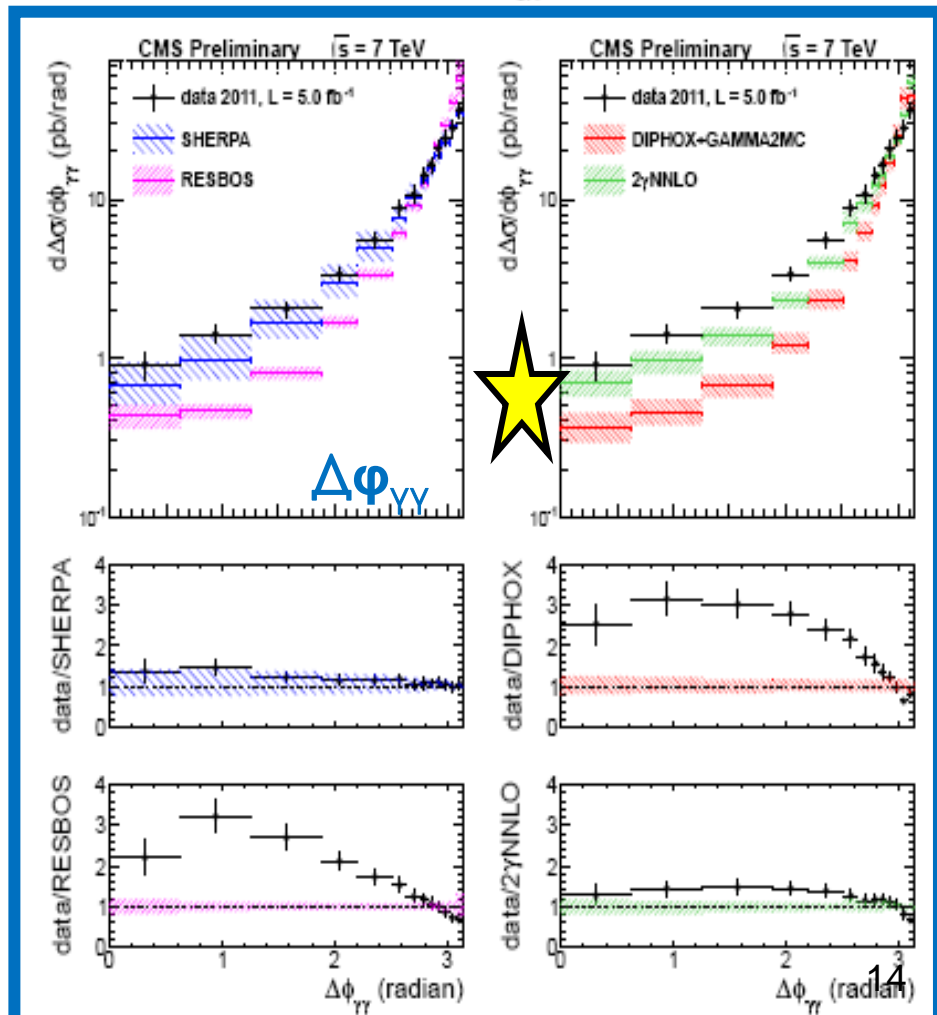 CMS Preliminary √s = 7 TeV
dΔσ/dϕγγ (pb/rad)
data 2011, L = 5.0 fb⁻¹
SHERPA
RESBOS
10
1
10⁻¹
Δφγγ
CMS Preliminary √s = 7 TeV
dΔσ/dϕγγ (pb/rad)
data 2011, L = 5.0 fb⁻¹
DIPHOX+GAMMA2MC
2γNNLO
10
1
10⁻¹
data/SHERPA
4
3
2
1
0
data/DIPHOX
4
3
2
1
0
data/RESBOS
4
3
2
1
0
0 1 2 3
Δϕγγ (radian)
data/2γNNLO
4
3
2
1
0
0 1 2 3
Δϕγγ (radian)
14